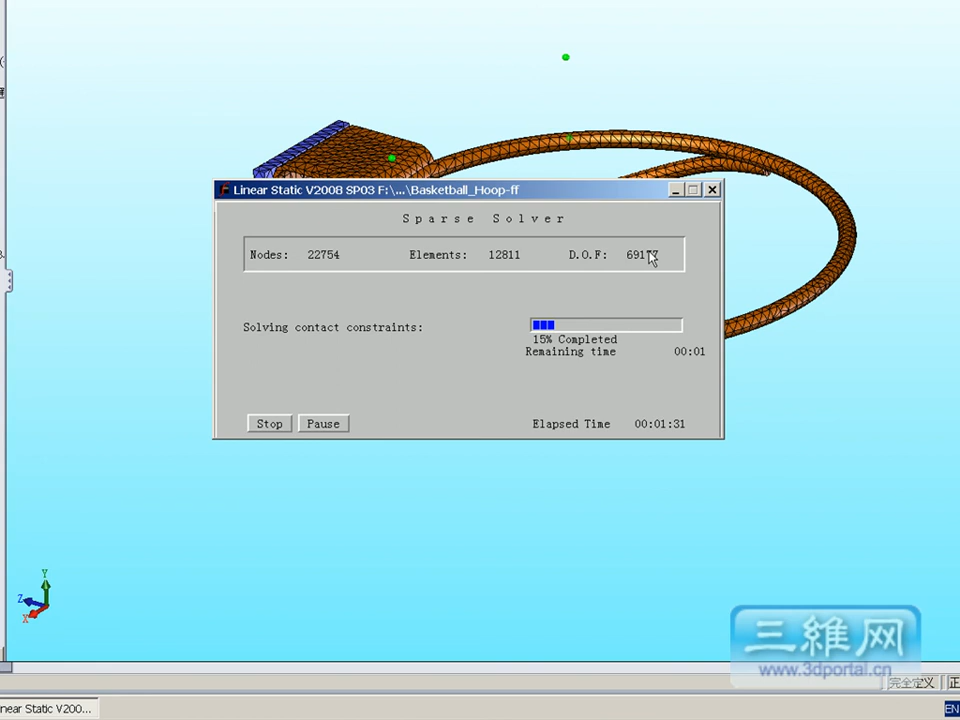 Linear Static V2008 SP03 F:\...\Basketball_Hoop-ff
Sparse Solver
Nodes: 22754 Elements: 12811 D.O.F:
Solving contact constraints:
15% Completed
Remaining time 00:01
Stop Pause Elapsed Time 00:01:31
Y
Z
X
三維网
www.3dportal.cn
完全定义 正
near Static V200... EN